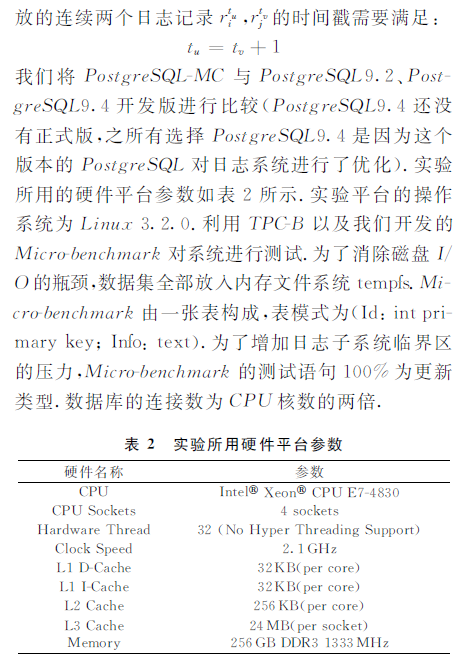 放的连续两个日志记录 r_i^{t_u},r_j^{t_v}的时间戳需要满足:
t_u = t_v + 1
我们将 PostgreSQL-MC 与 PostgreSQL9.2、Post-
greSQL9.4 开发版进行比较(PostgreSQL9.4 还没
有正式版,之所有选择 PostgreSQL9.4 是因为这个
版本的 PostgreSQL 对日志系统进行了优化).实验
所用的硬件平台参数如表 2 所示.实验平台的操作
系统为 Linux 3.2.0.利用 TPC-B 以及我们开发的
Micro-benchmark 对系统进行测试.为了消除磁盘 I/
O 的瓶颈,数据集全部放入内存文件系统 tempfs. Mi-
cro-benchmark 由一张表构成,表模式为(Id: int pri-
mary key; Info: text).为了增加日志子系统临界区
的压力,Micro-benchmark 的测试语句 100% 为更新
类型.数据库的连接数为 CPU 核数的两倍.
表 2 实验所用硬件平台参数
硬件名称 参数
CPU Intel® Xeon® CPU E7-4830
CPU Sockets 4 sockets
Hardware Thread 32 (No Hyper Threading Support)
Clock Speed 2.1GHz
L1 D-Cache 32KB(per core)
L1 I-Cache 32KB(per core)
L2 Cache 256KB(per core)
L3 Cache 24MB(per socket)
Memory 256GB DDR3 1333MHz